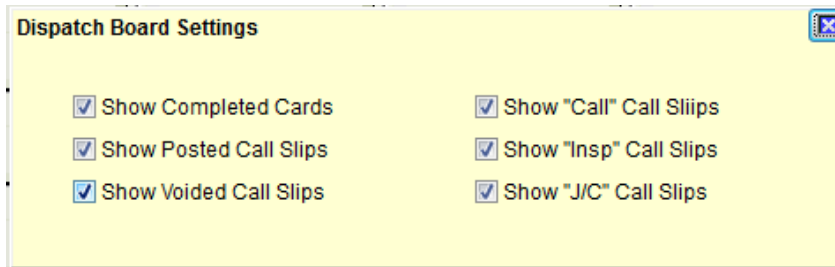 Dispatch Board Settings
Show Completed Cards
Show "Call" Call Sliips
Show Posted Call Slips
Show "Insp" Call Slips
Show Voided Call Slips
Show "J/C" Call Slips